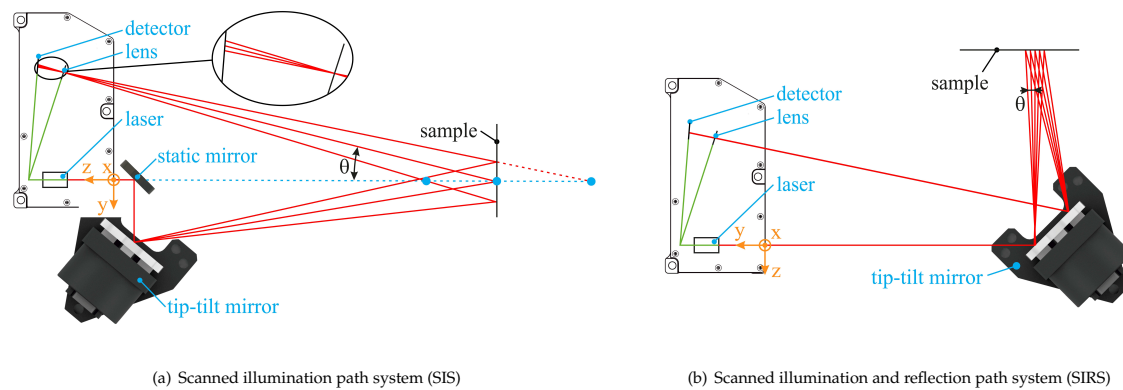 detector
lens
laser
static mirror
sample
θ
z
x
y
tip-tilt mirror
(a) Scanned illumination path system (SIS)
sample
θ
detector
lens
laser
y
x
z
tip-tilt mirror
(b) Scanned illumination and reflection path system (SIRS)